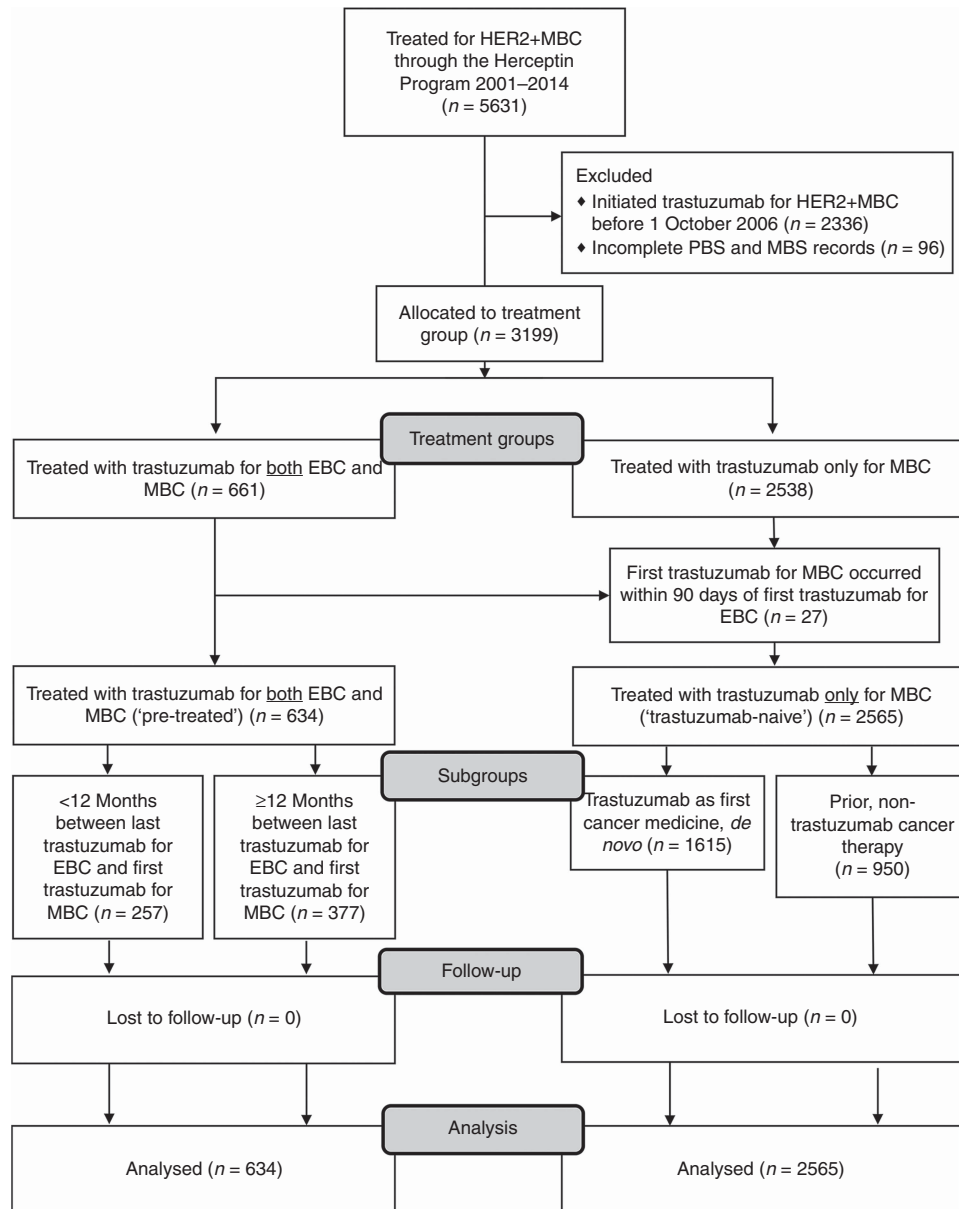 Treated for HER2+MBC
through the Herceptin
Program 2001–2014
(n = 5631)
Excluded
♦ Initiated trastuzumab for HER2+MBC
before 1 October 2006 (n = 2336)
♦ Incomplete PBS and MBS records (n = 96)
Allocated to treatment
group (n = 3199)
Treatment groups
Treated with trastuzumab for both EBC and
MBC (n = 661)
Treated with trastuzumab only for MBC
(n = 2538)
First trastuzumab for MBC occurred
within 90 days of first trastuzumab for
EBC (n = 27)
Treated with trastuzumab for both EBC and
MBC (‘pre-treated’) (n = 634)
Treated with trastuzumab only for MBC
(‘trastuzumab-naive’) (n = 2565)
Subgroups
<12 Months
between last
trastuzumab for
EBC and first
trastuzumab for
MBC (n = 257)
≥12 Months
between last
trastuzumab for
EBC and first
trastuzumab for
MBC (n = 377)
Trastuzumab as first
cancer medicine, de
novo (n = 1615)
Prior, non-
trastuzumab cancer
therapy
(n = 950)
Follow-up
Lost to follow-up (n = 0)
Lost to follow-up (n = 0)
Analysis
Analysed (n = 634)
Analysed (n = 2565)